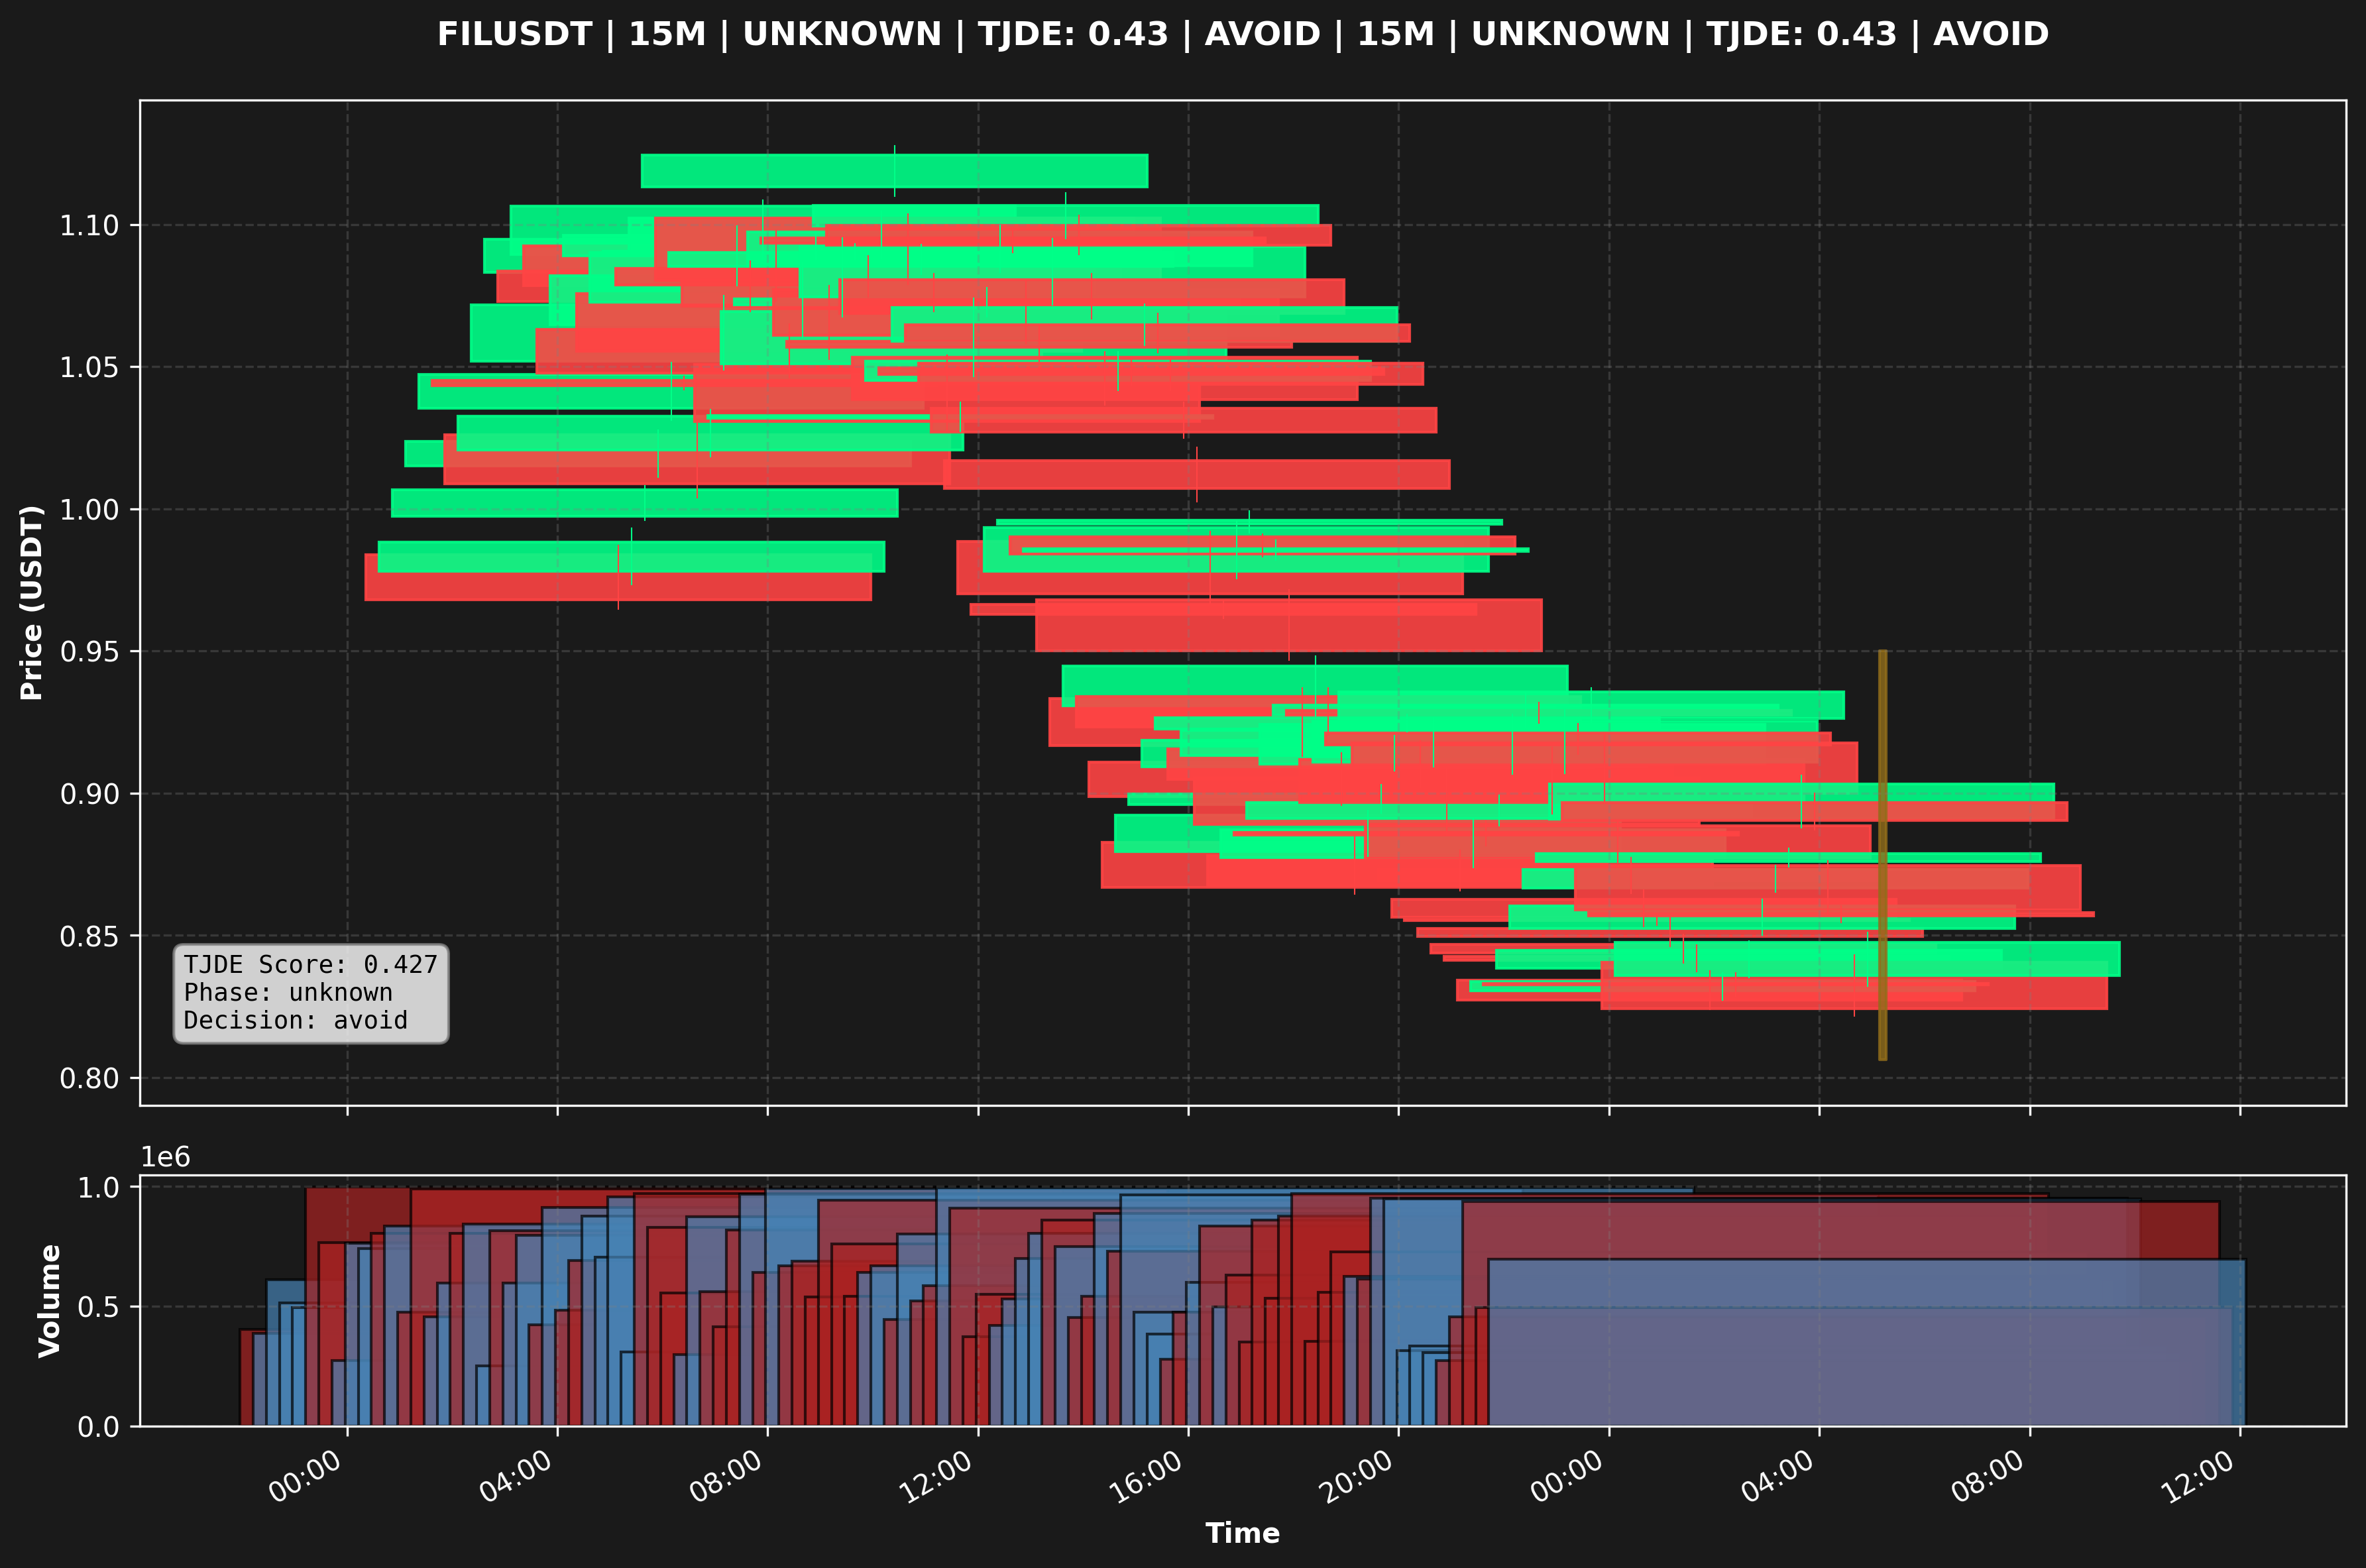 FILUSDT | 15M | UNKNOWN | TJDE: 0.43 | AVOID | 15M | UNKNOWN | TJDE: 0.43 | AVOID
Price (USDT)
1.10
1.05
1.00
0.95
0.90
0.85
0.80
TJDE Score: 0.427
Phase: unknown
Decision: avoid
1e6
Volume
1.0
0.5
0.0
00:00
04:00
08:00
12:00
16:00
20:00
00:00
04:00
08:00
12:00
Time